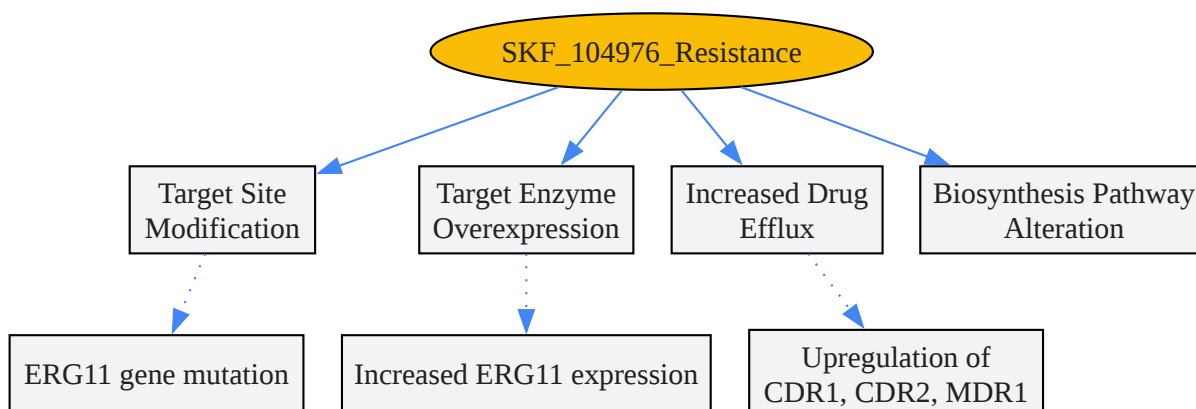 SKF_104976_Resistance
Target Site
Modification
Target Enzyme
Overexpression
Increased Drug
Efflux
Biosynthesis Pathway
Alteration
ERG11 gene mutation
Increased ERG11 expression
Upregulation of
CDR1, CDR2, MDR1